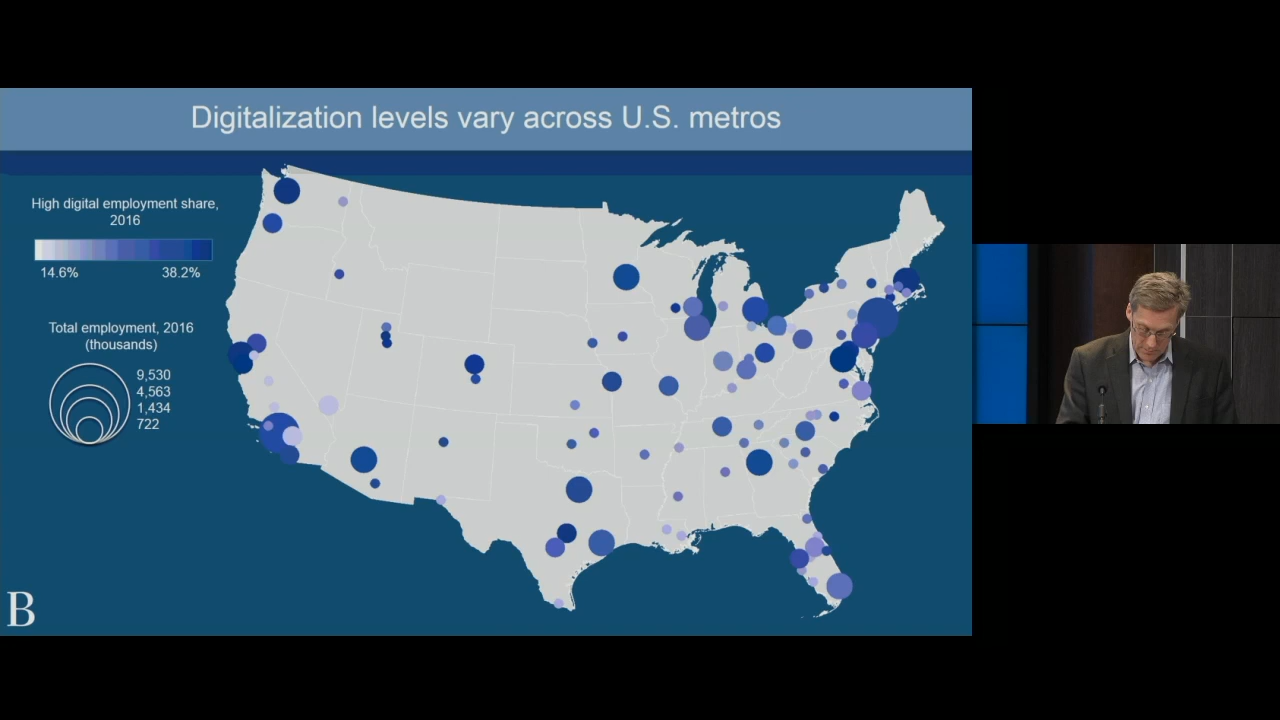 Digitalization levels vary across U.S. metros
High digital employment share,
2016
14.6% 38.2%
Total employment, 2016
(thousands)
9,530
4,563
1,434
722
B